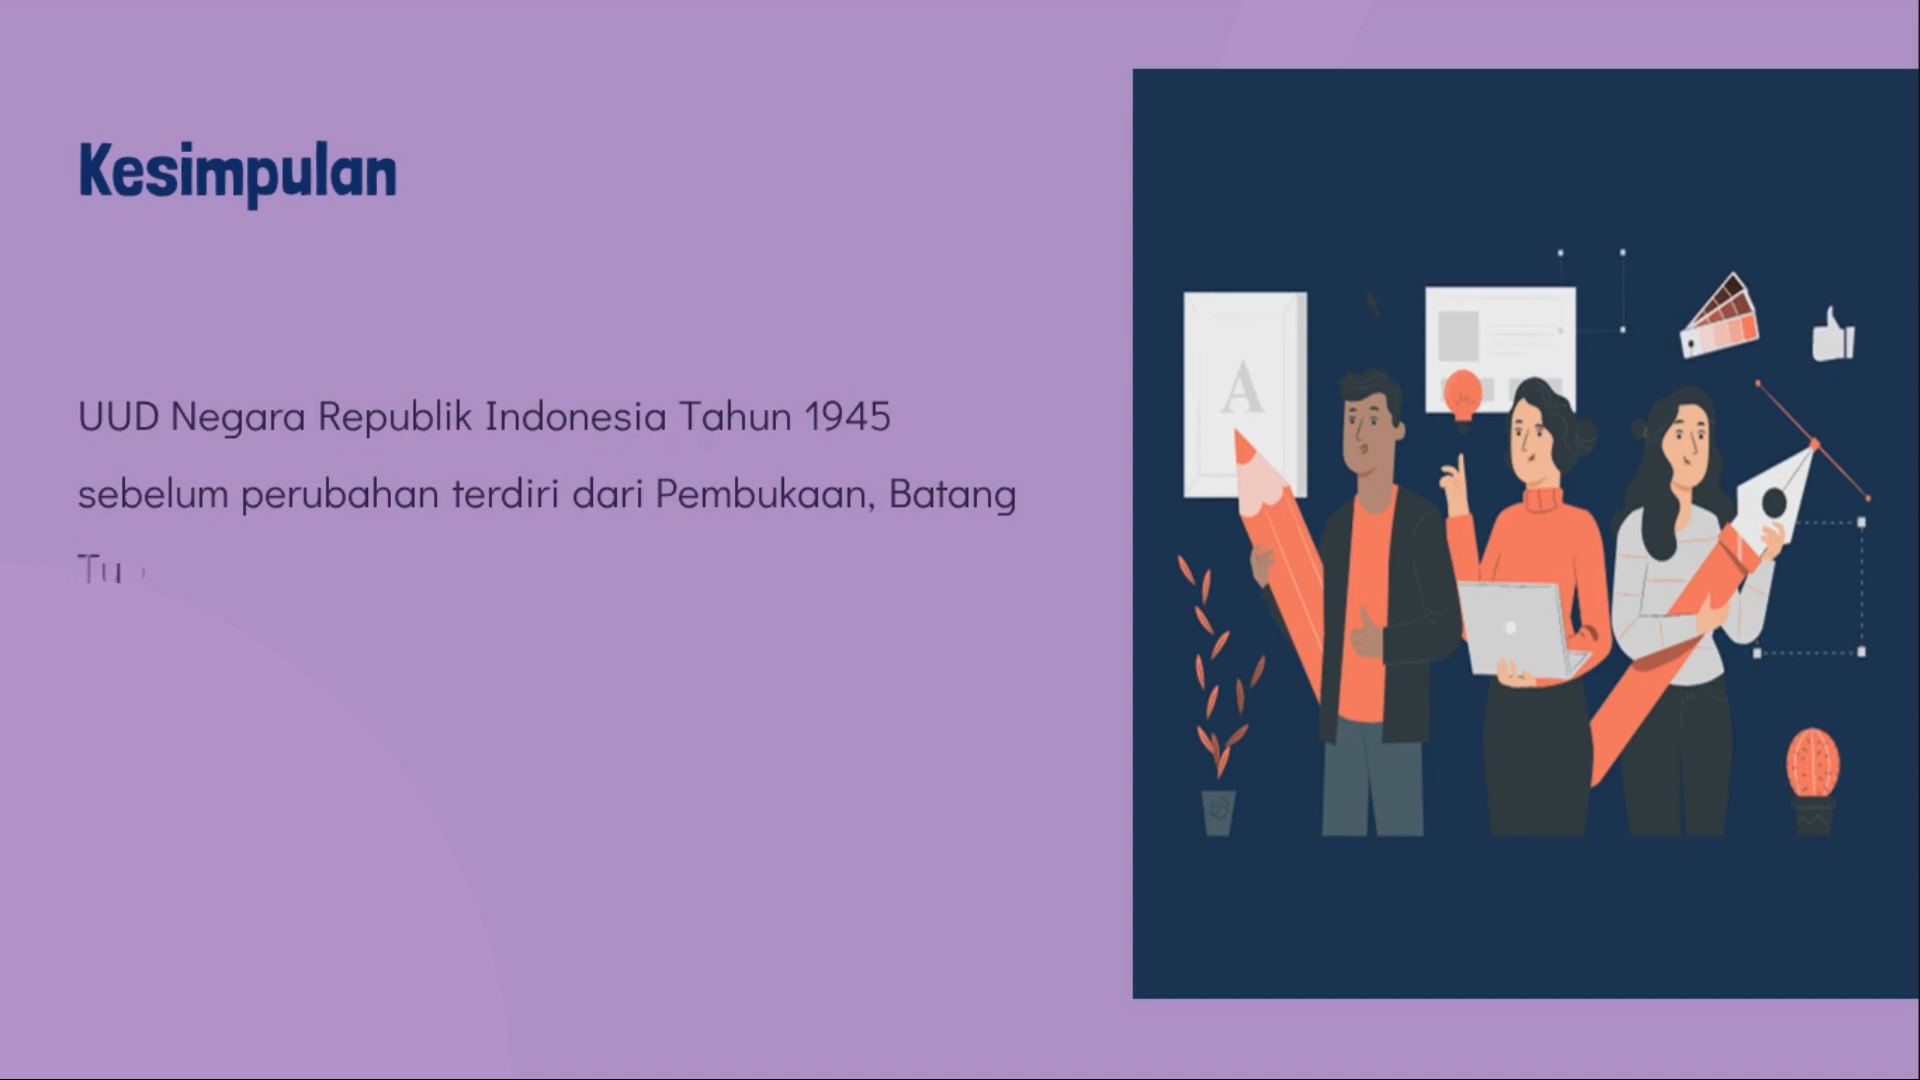 Kesimpulan
UUD Negara Republik Indonesia Tahun 1945
sebelum perubahan terdiri dari Pembukaan, Batang
A